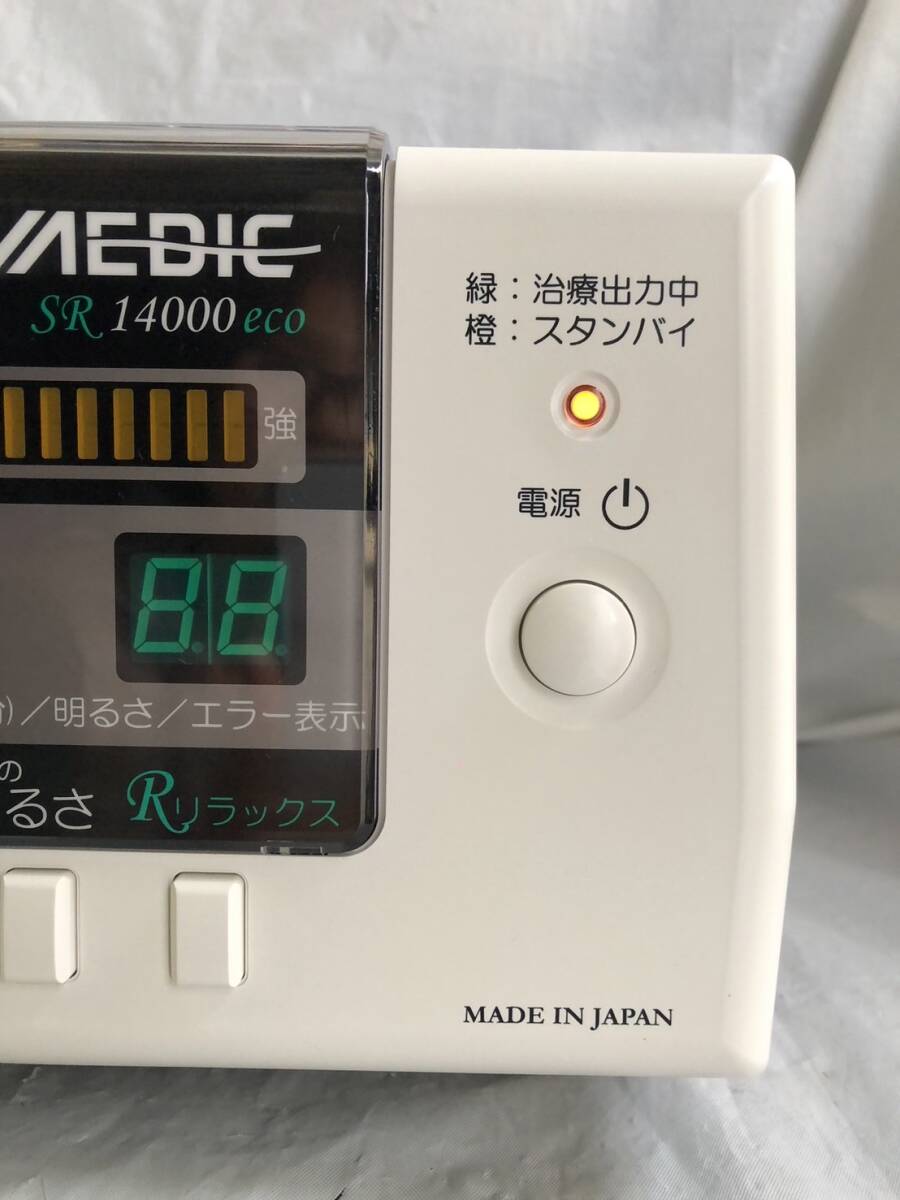 MEDIC
SR 14000 eco
強
88
)／明るさ／エラー表示
の
るさ
Rリラックス
緑：治療出力中
橙：スタンバイ
電源
MADE IN JAPAN